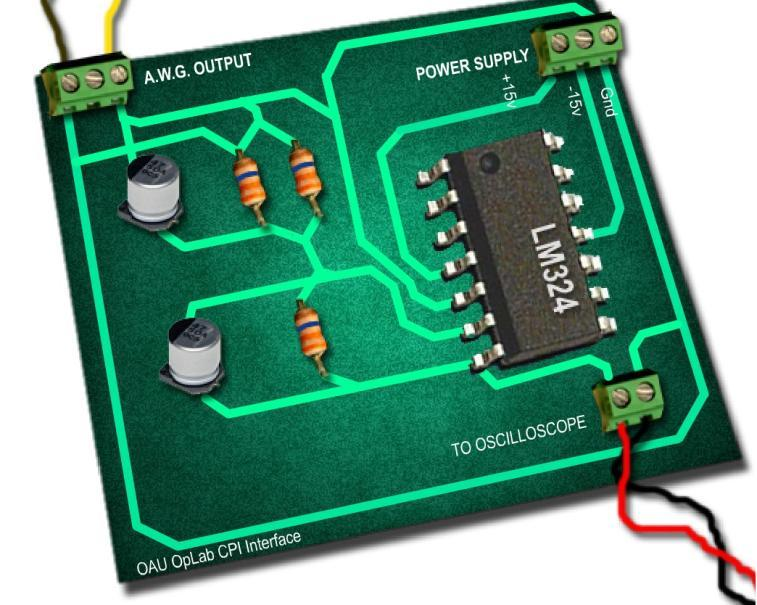 A.W.G. OUTPUT
POWER SUPPLY
+15v
-15v
Gnd
LM324
TO OSCILLOSCOPE
OAU OpLab CPI Interface